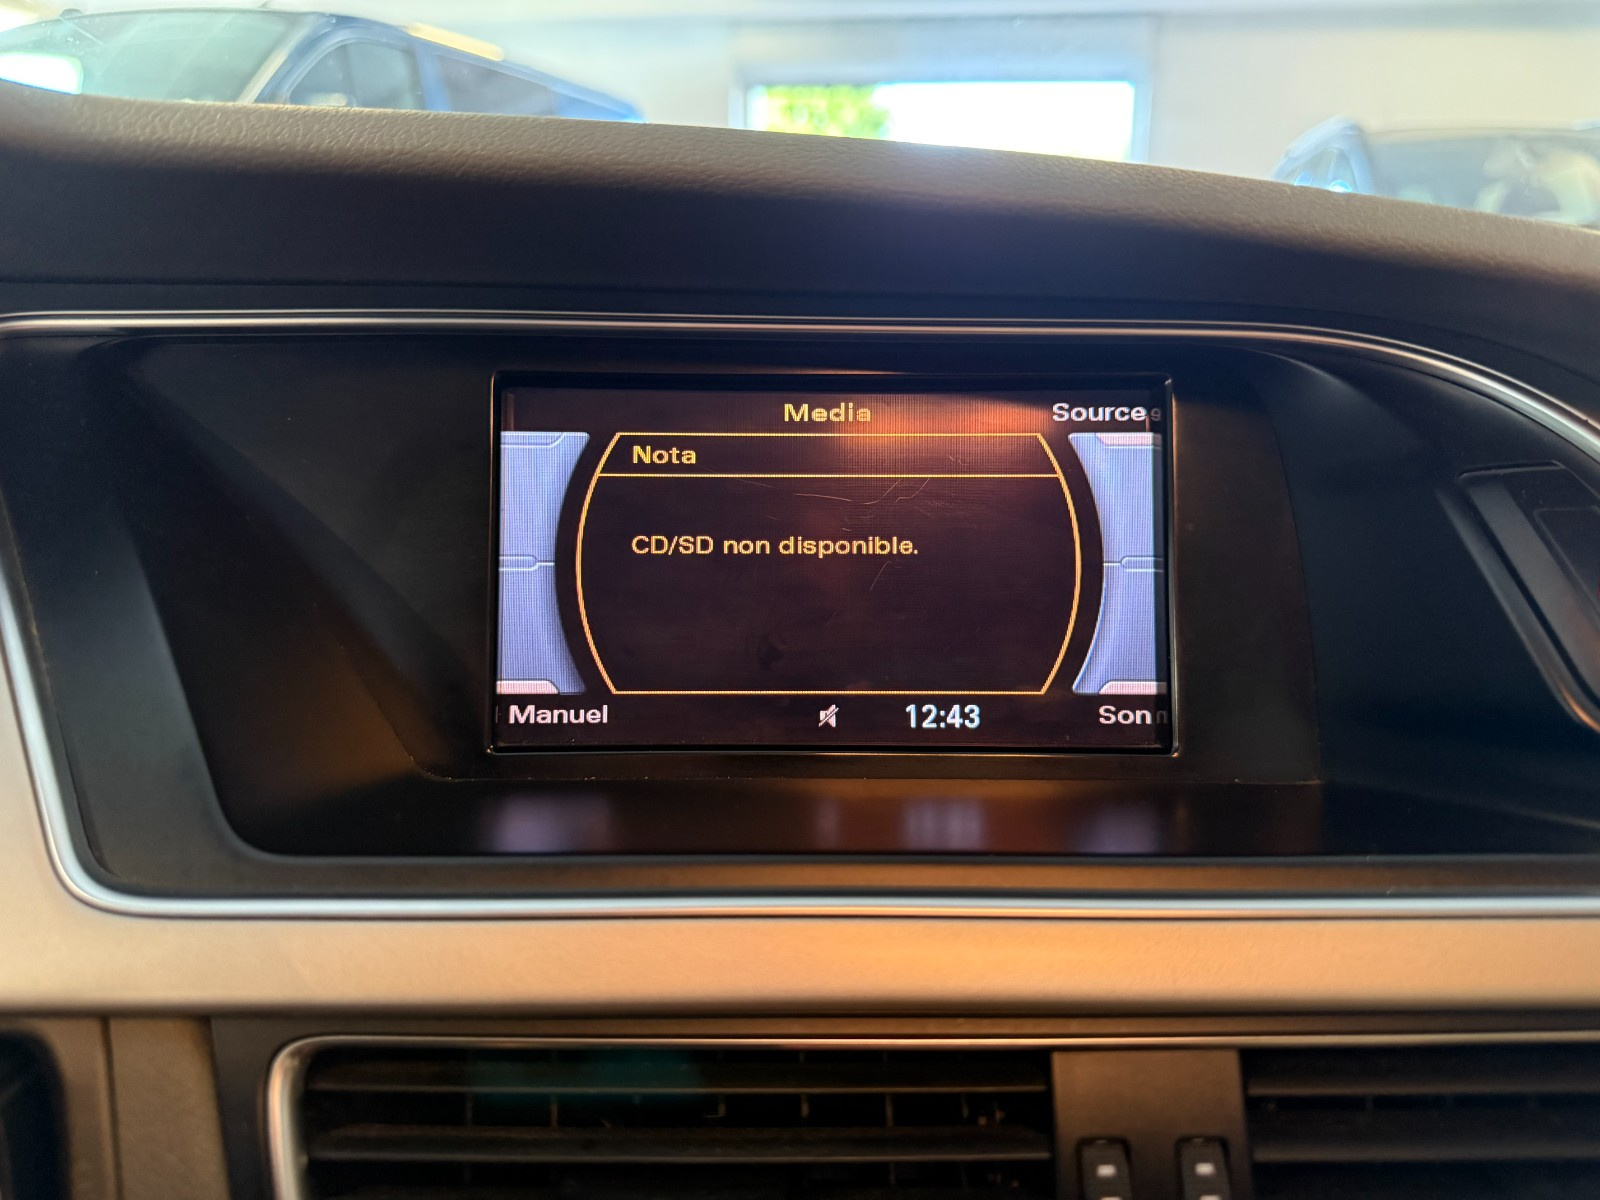 Media
Source
Nota
CD/SD non disponible.
Manuel
12:43
Son